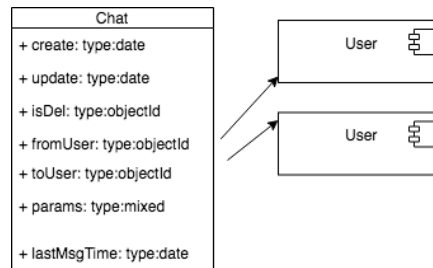 Chat
+ create: type:date
+ update: type:date
+ isDel: type:objectId
+ fromUser: type:objectId
+ toUser: type:objectId
+ params: type:mixed
+ lastMsgTime: type:date
User
User